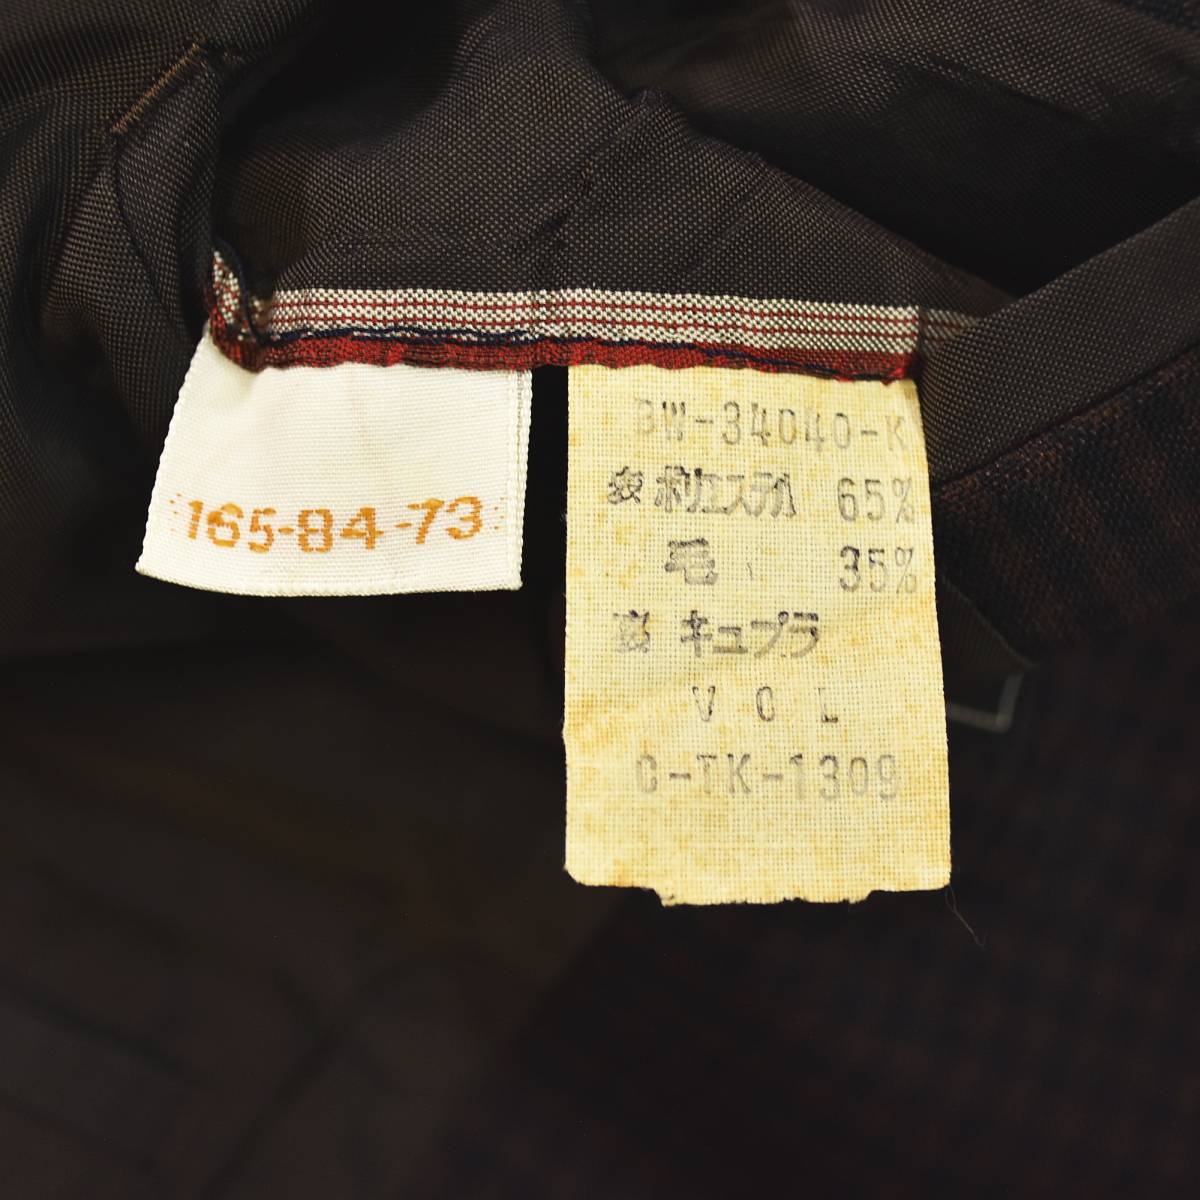 165-84-73
BW-34040-K
表 ポリエステル 65%
毛 35%
裏 キュプラ
V C L
C-TK-1309